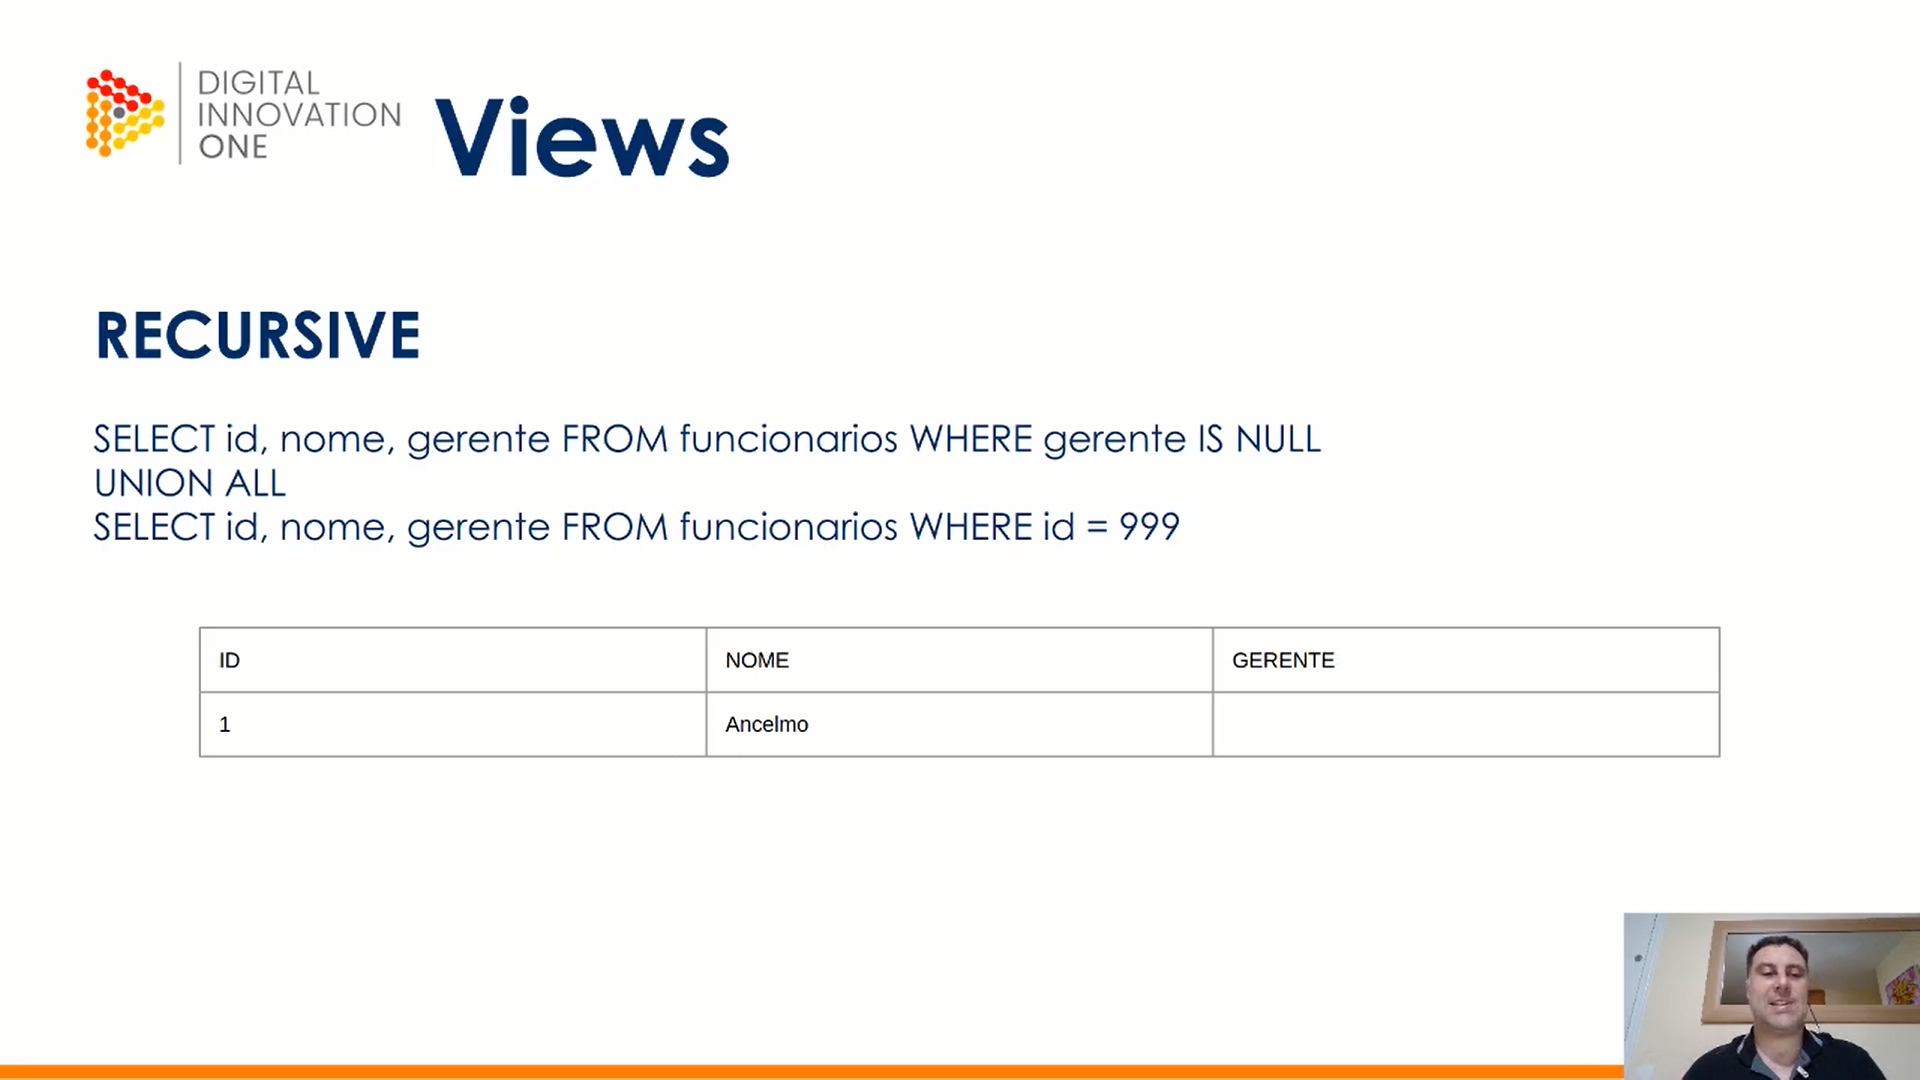 DIGITAL
INNOVATION
ONE
Views
RECURSIVE
SELECT id, nome, gerente FROM funcionarios WHERE gerente IS NULL
UNION ALL
SELECT id, nome, gerente FROM funcionarios WHERE id = 999
ID NOME GERENTE
1 Ancelmo